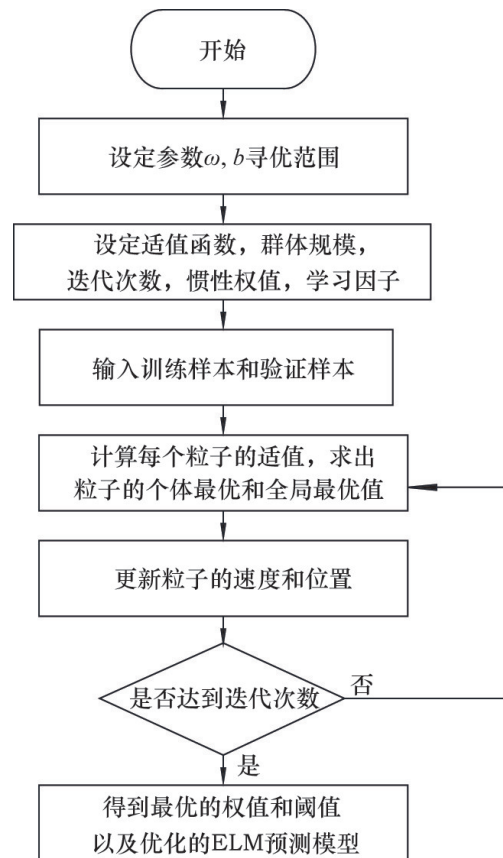 开始
设定参数ω, b寻优范围
设定适值函数，群体规模，
迭代次数，惯性权值，学习因子
输入训练样本和验证样本
计算每个粒子的适值，求出
粒子的个体最优和全局最优值
更新粒子的速度和位置
是否达到迭代次数
否
是
得到最优的权值和阈值
以及优化的ELM预测模型